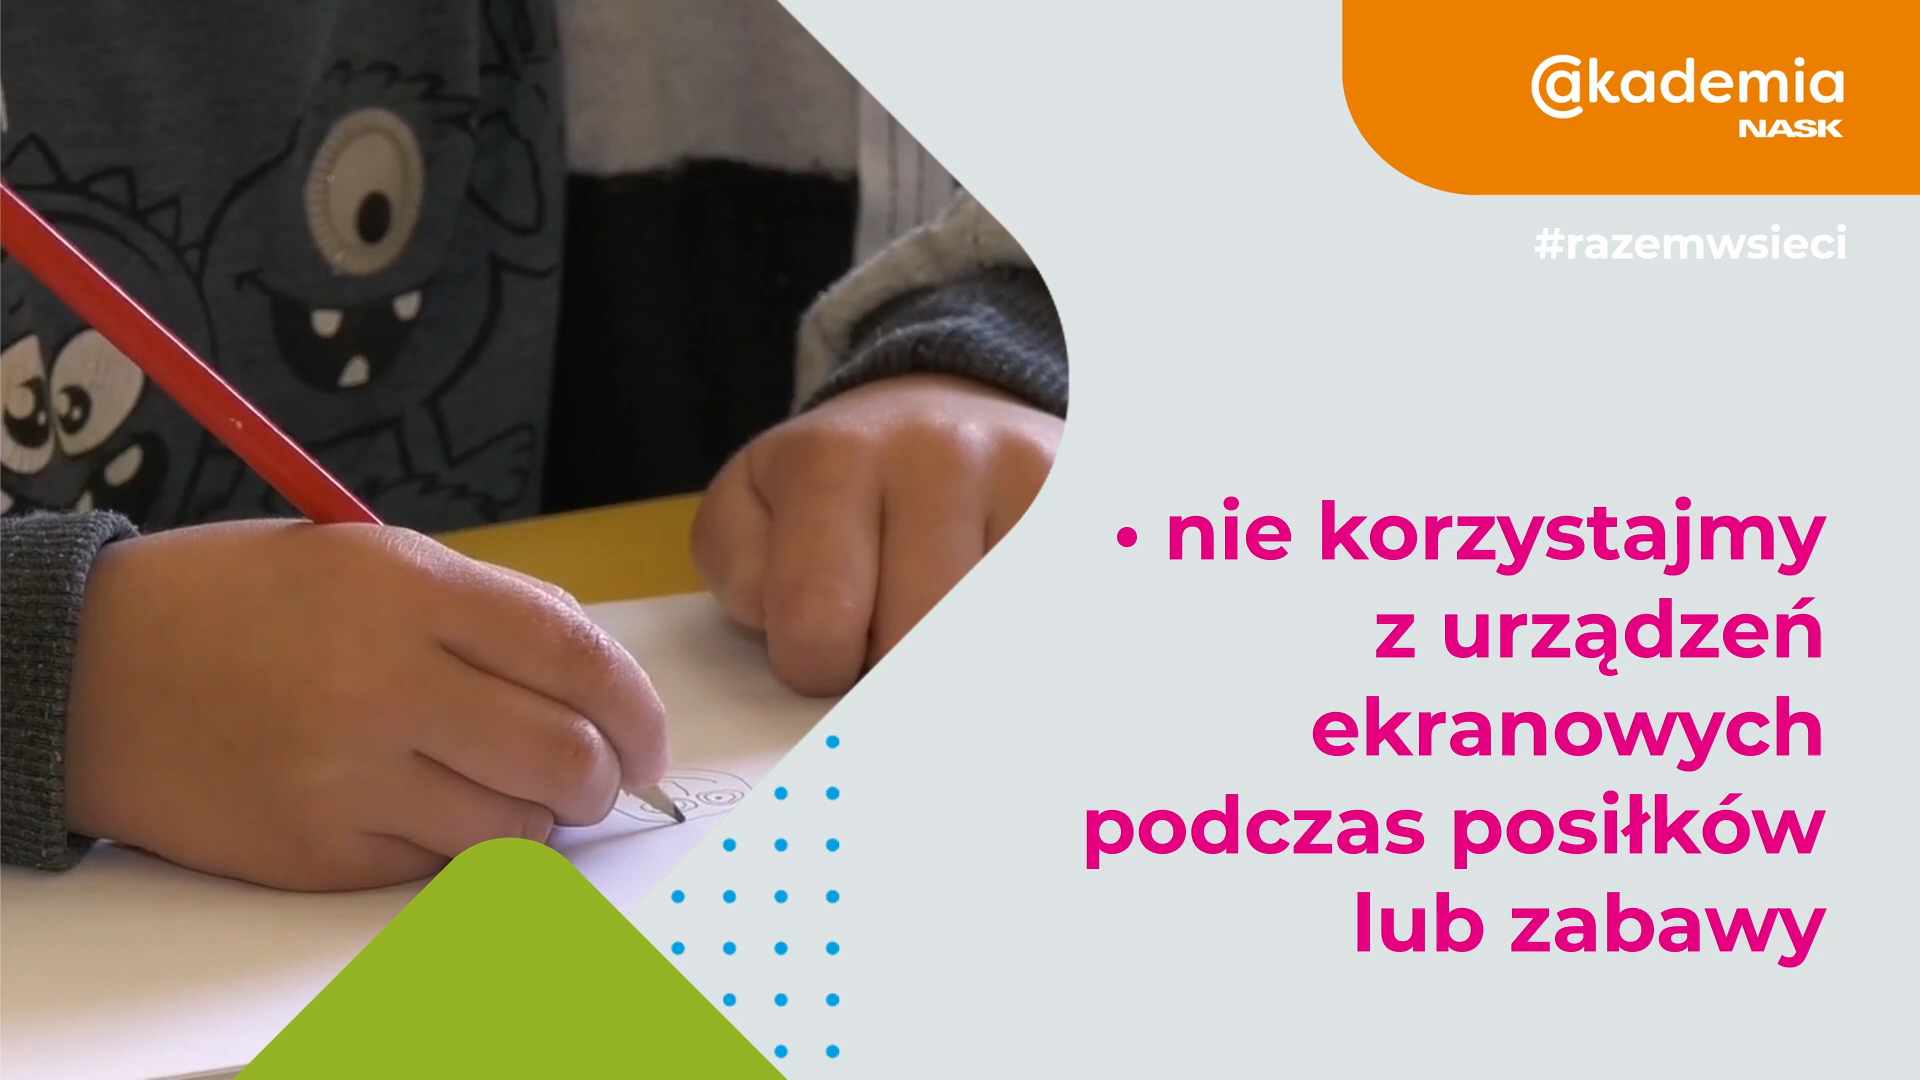 @kademia
NASK
#razemwsieci
• nie korzystajmy
z urządzeń
ekranowych
podczas posiłków
lub zabawy